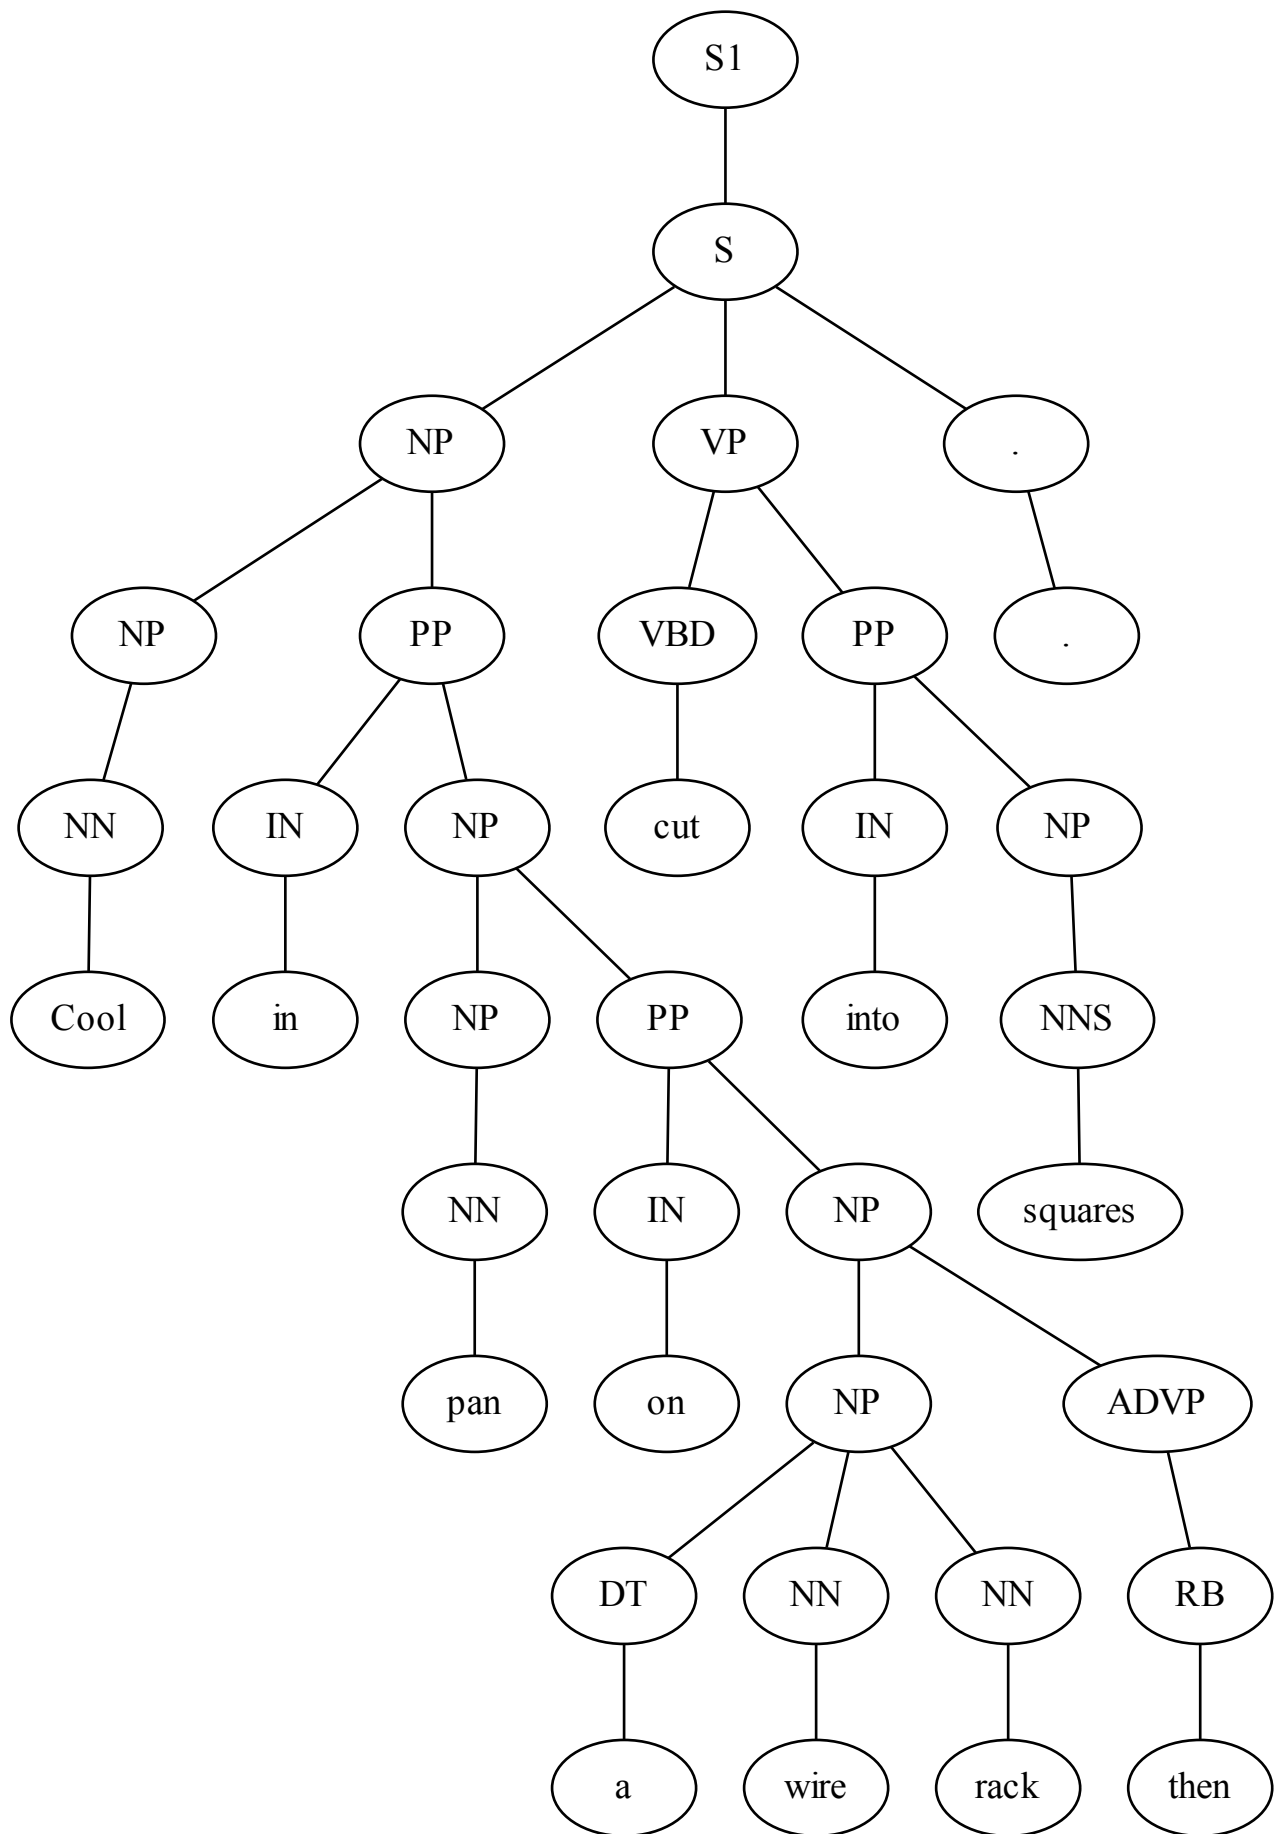 S1
S
NP VP .
NP PP VBD PP .
NN IN NP cut IN NP
Cool in NP PP into NNS
NN IN NP squares
pan on NP ADVP
DT NN NN RB
a wire rack then